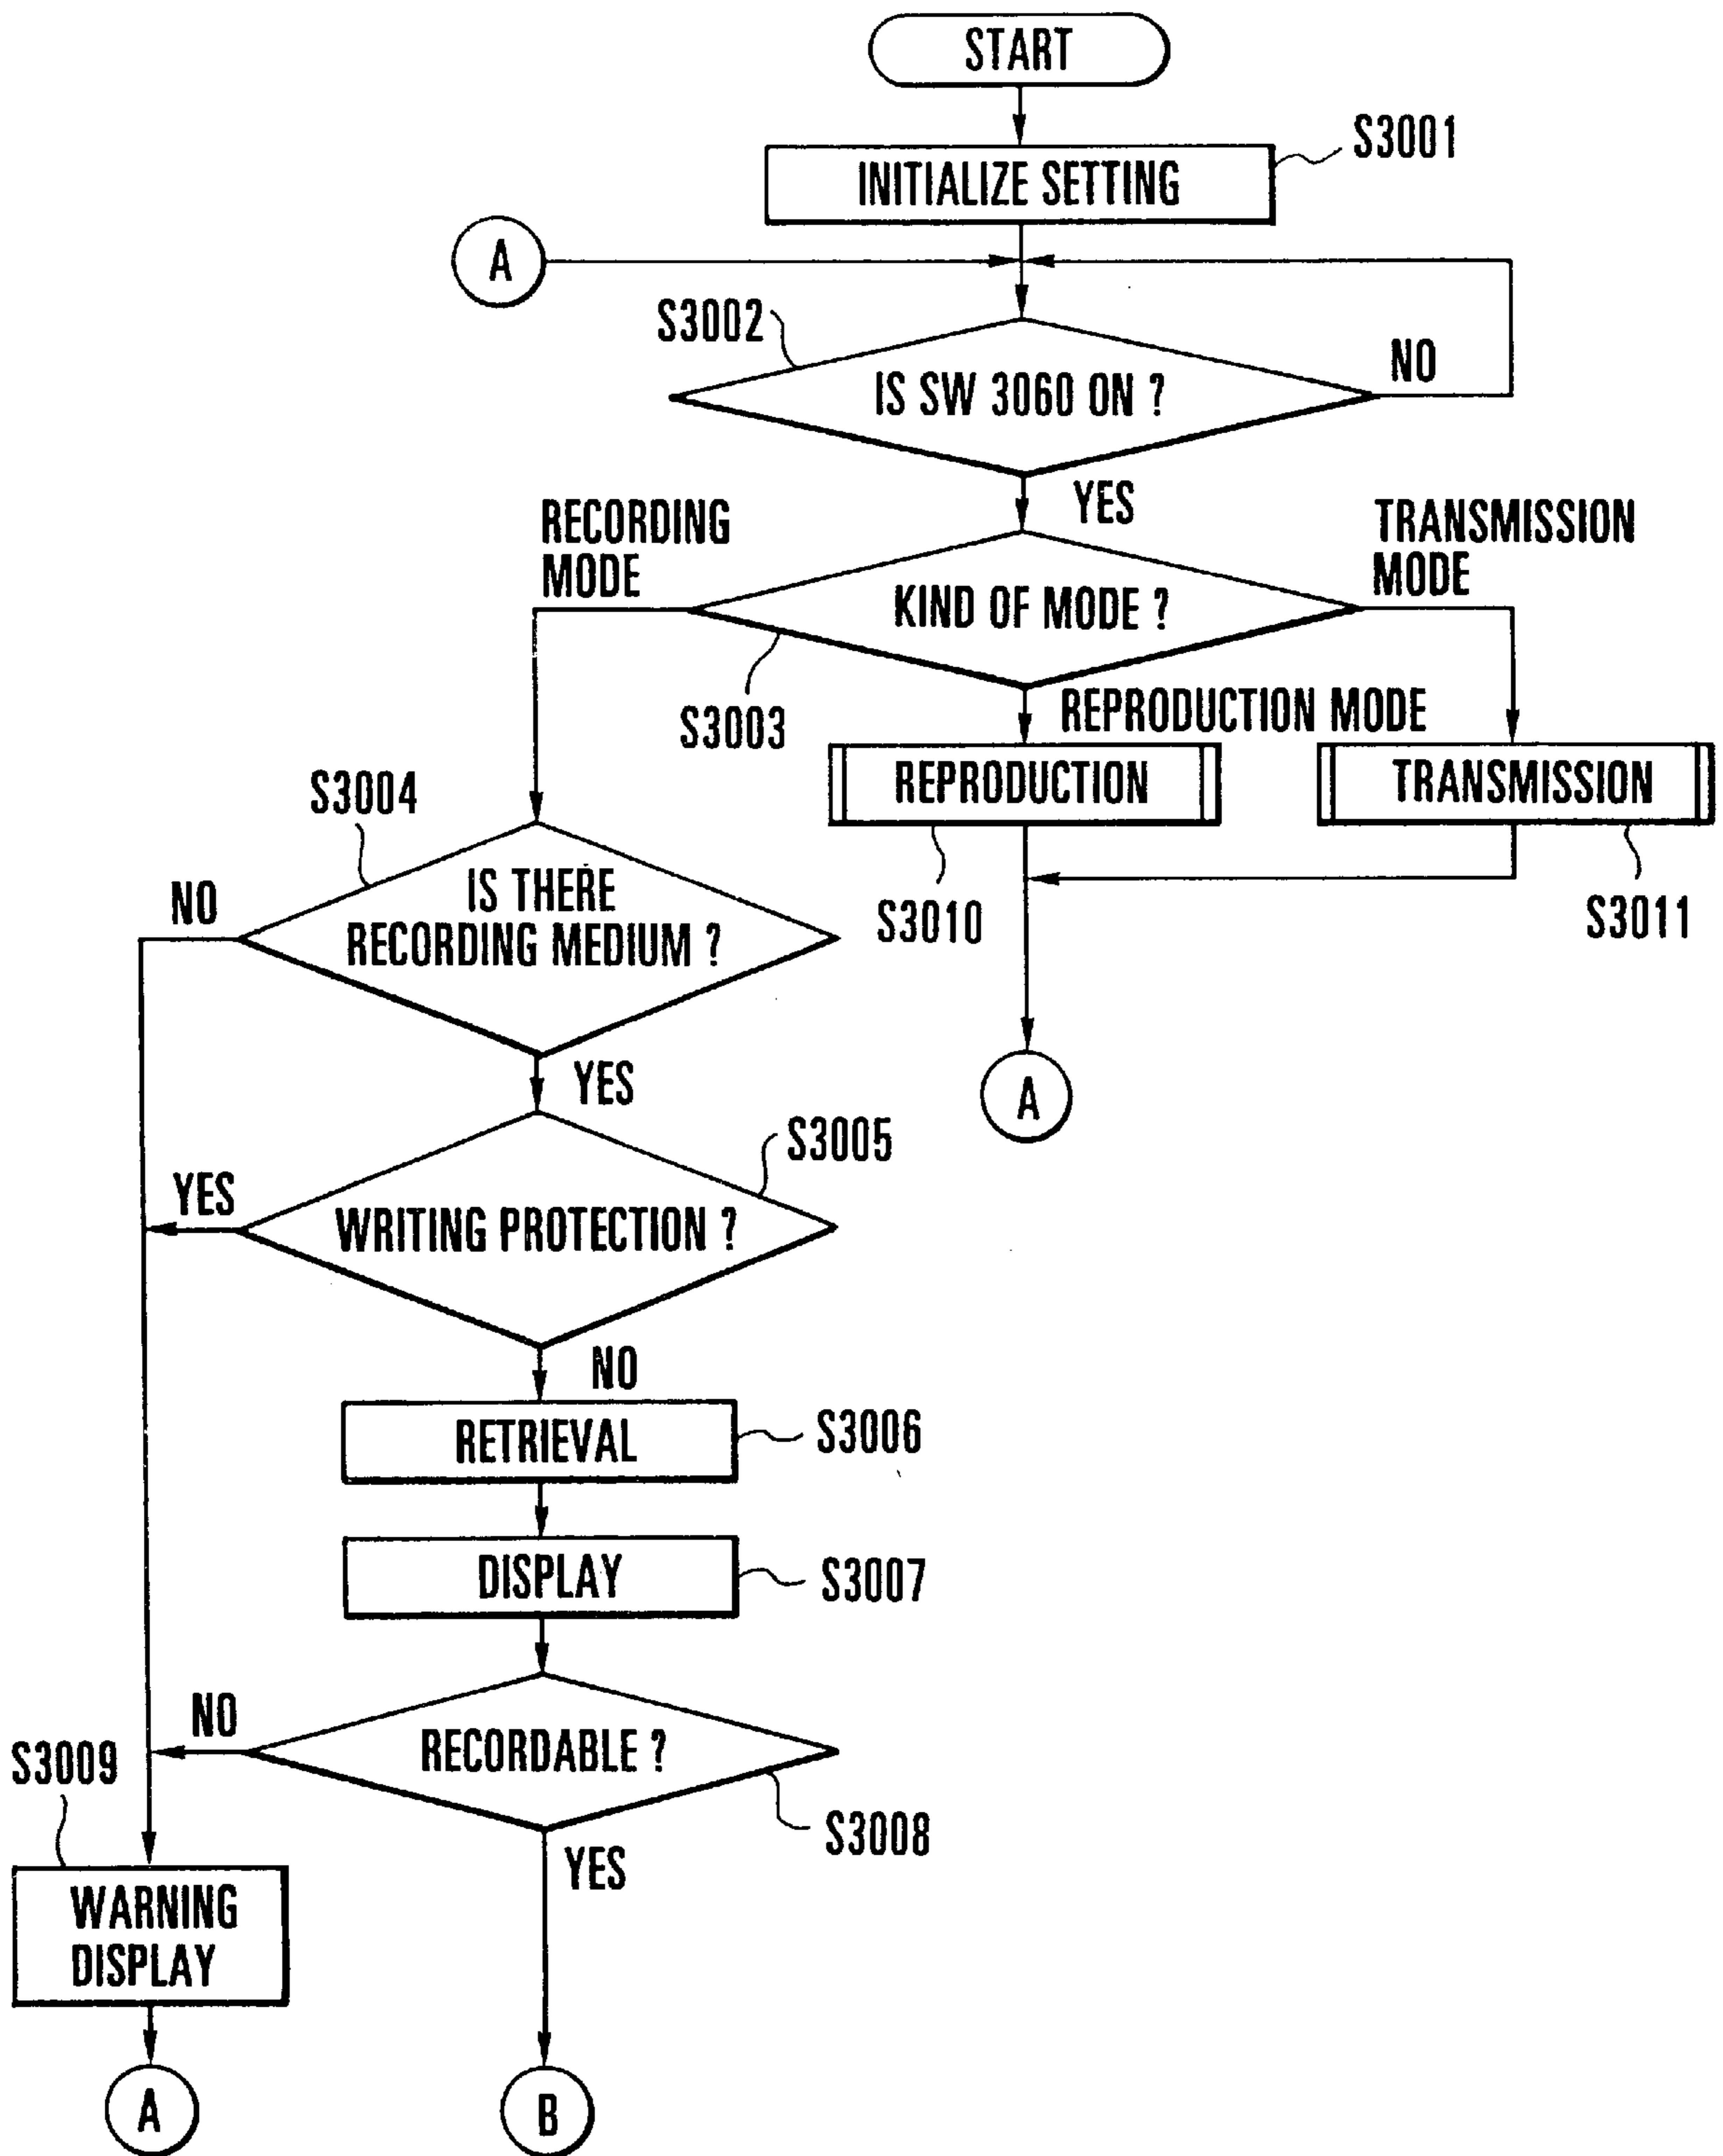 START
S3001
INITIALIZE SETTING
A
S3002
IS SW 3060 ON ?
NO
YES
RECORDING
MODE
TRANSMISSION
MODE
KIND OF MODE ?
S3003
REPRODUCTION MODE
REPRODUCTION
TRANSMISSION
S3010
S3011
A
S3004
IS THERE
RECORDING MEDIUM ?
NO
YES
S3005
WRITING PROTECTION ?
YES
NO
RETRIEVAL
S3006
DISPLAY
S3007
RECORDABLE ?
NO
S3008
YES
S3009
WARNING
DISPLAY
A
B